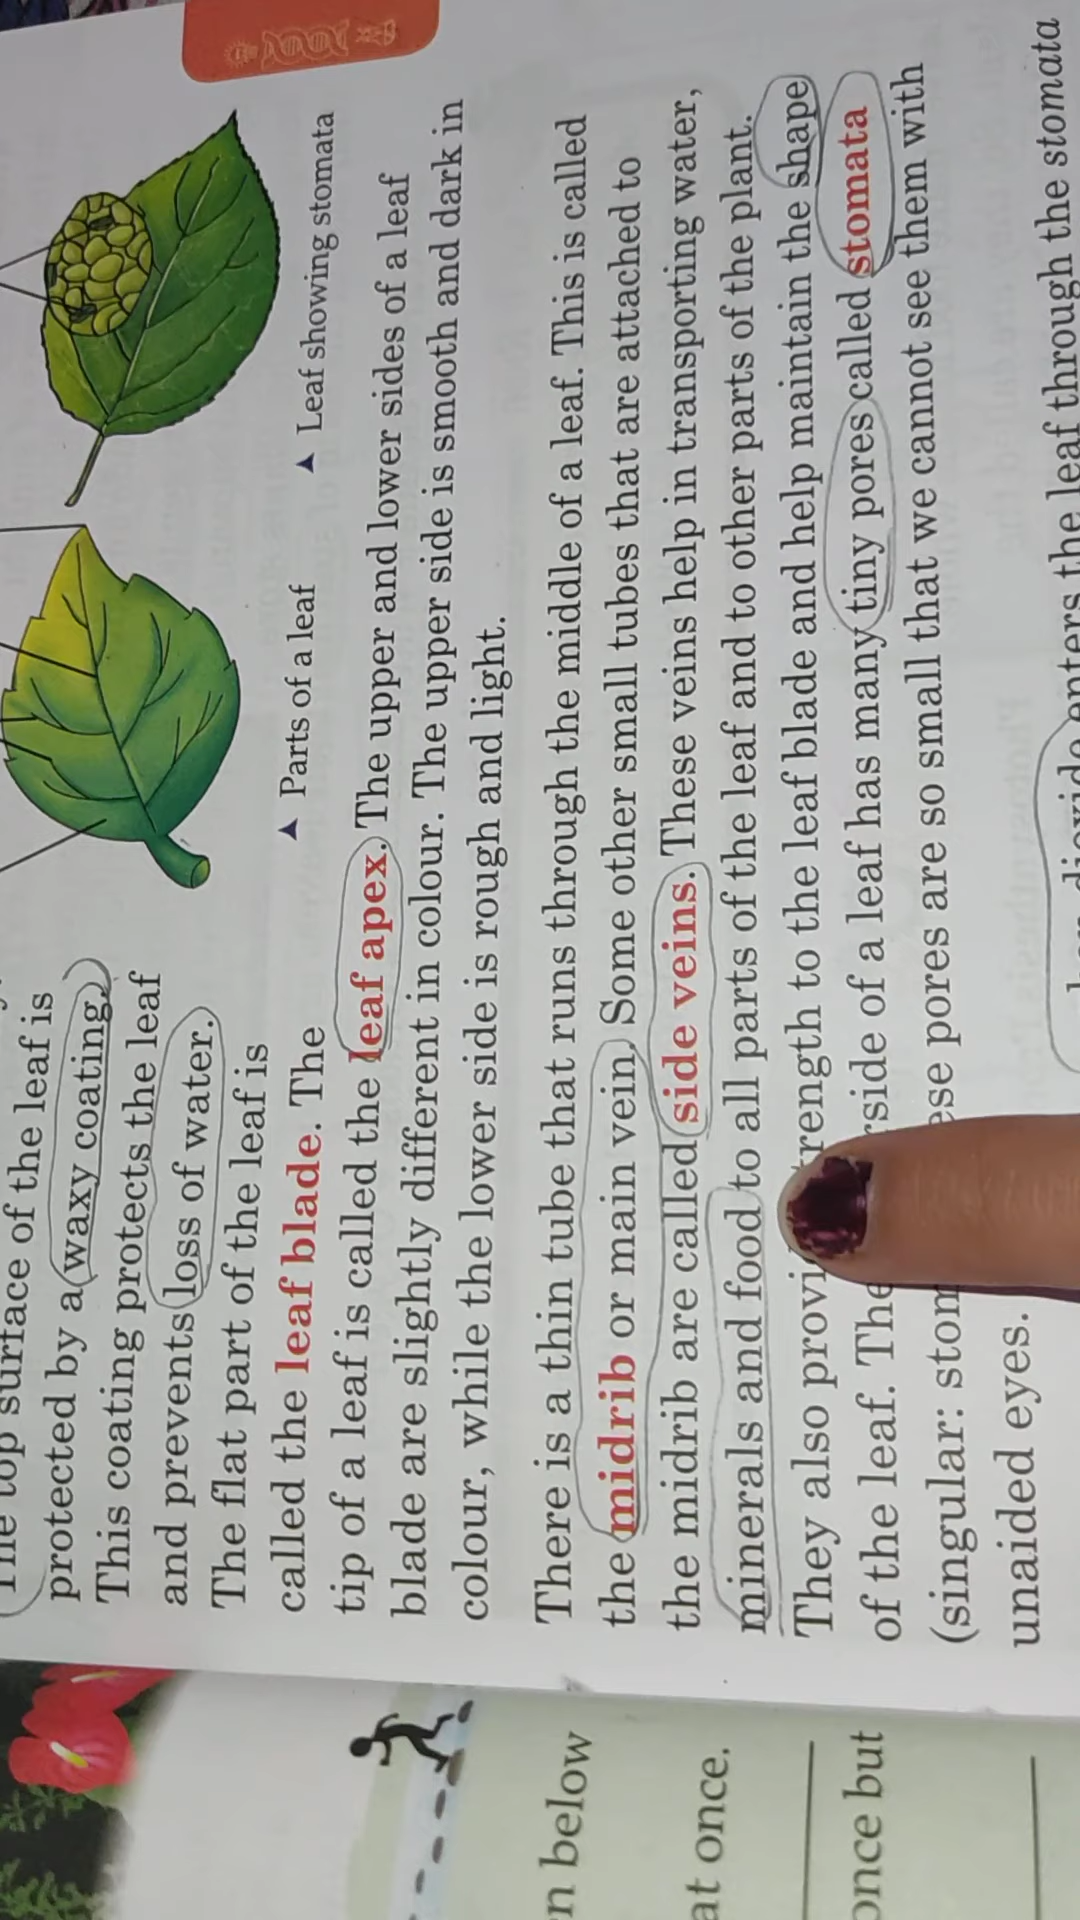 The top surface of the leaf is
protected by a waxy coating.
This coating protects the leaf
and prevents loss of water.
The flat part of the leaf is
called the leaf blade. The
▲ Parts of a leaf
▲ Leaf showing stomata
tip of a leaf is called the leaf apex. The upper and lower sides of a leaf
blade are slightly different in colour. The upper side is smooth and dark in
colour, while the lower side is rough and light.
There is a thin tube that runs through the middle of a leaf. This is called
the midrib or main vein. Some other small tubes that are attached to
the midrib are called side veins. These veins help in transporting water,
minerals and food to all parts of the leaf and to other parts of the plant.
They also provi trength to the leaf blade and help maintain the shape
of the leaf. The rside of a leaf has many tiny pores called stomata
(singular: stom ese pores are so small that we cannot see them with
unaided eyes.
dioxide enters the leaf through the stomata
n below
at once.
once but